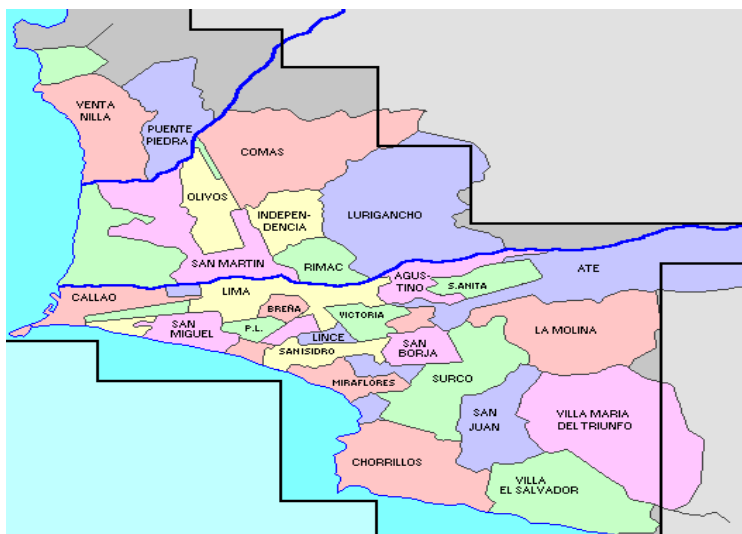 VENTA
NILLA
PUENTE
PIEDRA
COMAS
OLIVOS
INDEPEN-
DENCIA
LURIGANCHO
SAN MARTIN
RIMAC
AGUS
TINO
S.ANITA
ATE
CALLAO
LIMA
BREÑA
VICTORIA
SAN
MIGUEL
P.L.
LINCE
SAN ISIDRO
SAN
BORJA
LA MOLINA
MIRAFLORES
SURCO
SAN
JUAN
VILLA MARIA
DEL TRIUNFO
CHORRILLOS
VILLA
EL SALVADOR